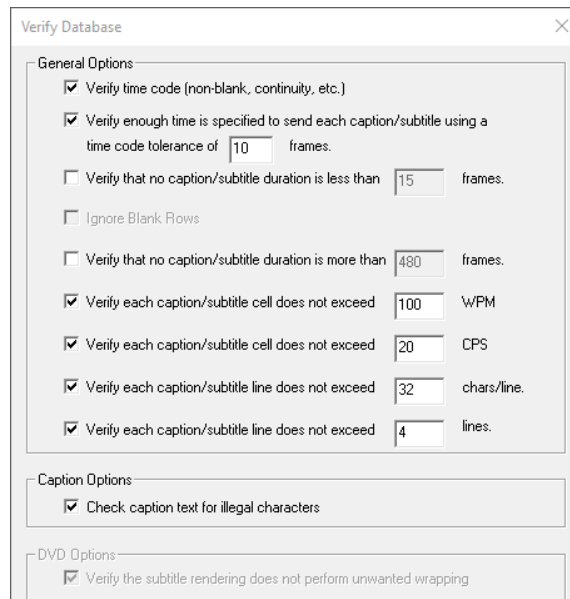 Verify Database
General Options
Verify time code (non-blank, continuity, etc.)
Verify enough time is specified to send each caption/subtitle using a
time code tolerance of 10 frames.
Verify that no caption/subtitle duration is less than 15 frames.
Ignore Blank Rows
Verify that no caption/subtitle duration is more than 480 frames.
Verify each caption/subtitle cell does not exceed 100 WPM
Verify each caption/subtitle cell does not exceed 20 CPS
Verify each caption/subtitle line does not exceed 32 chars/line.
Verify each caption/subtitle line does not exceed 4 lines.
Caption Options
Check caption text for illegal characters
DVD Options
Verify the subtitle rendering does not perform unwanted wrapping